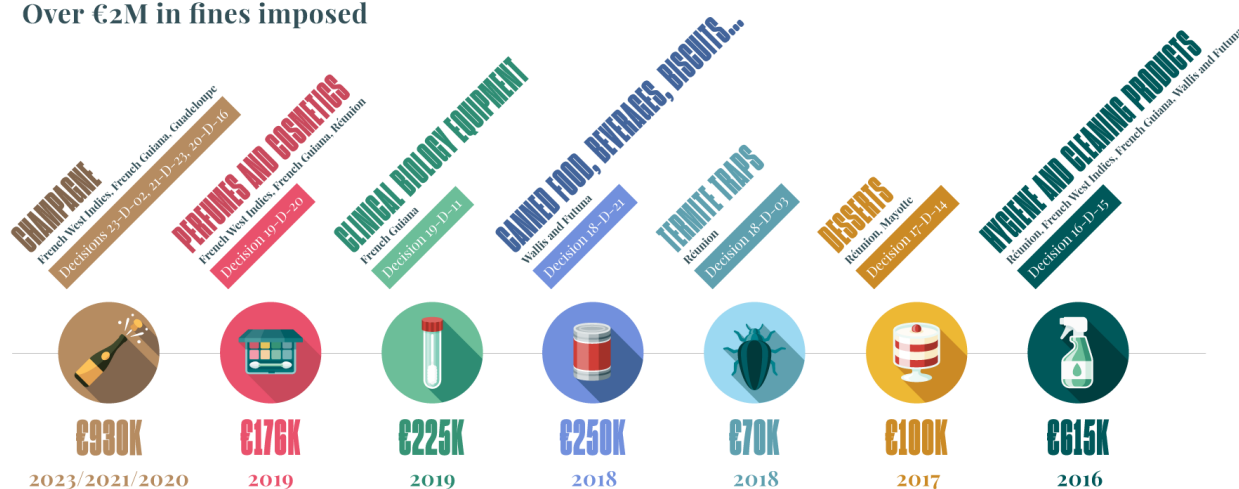 Over €2M in fines imposed
CHAMPAGNE
French West Indies, French Guiana, Guadeloupe
Decisions 23-D-02, 21-D-23, 20-D-16
€930K
2023/2021/2020
PERFUMES AND COSMETICS
French West Indies, French Guiana, Réunion
Decision 19-D-20
€176K
2019
CLINICAL BIOLOGY EQUIPMENT
French Guiana
Decision 19-D-11
€225K
2019
CANNED FOOD, BEVERAGES, BISCUITS...
Wallis and Futuna
Decision 18-D-21
€250K
2018
TERMITE TRAPS
Réunion
Decision 18-D-03
€70K
2018
DESSERTS
Réunion, Mayotte
Decision 17-D-14
€100K
2017
HYGIENE AND CLEANING PRODUCTS
Réunion, French West Indies, French Guiana, Wallis and Futuna
Decision 16-D-15
€615K
2016